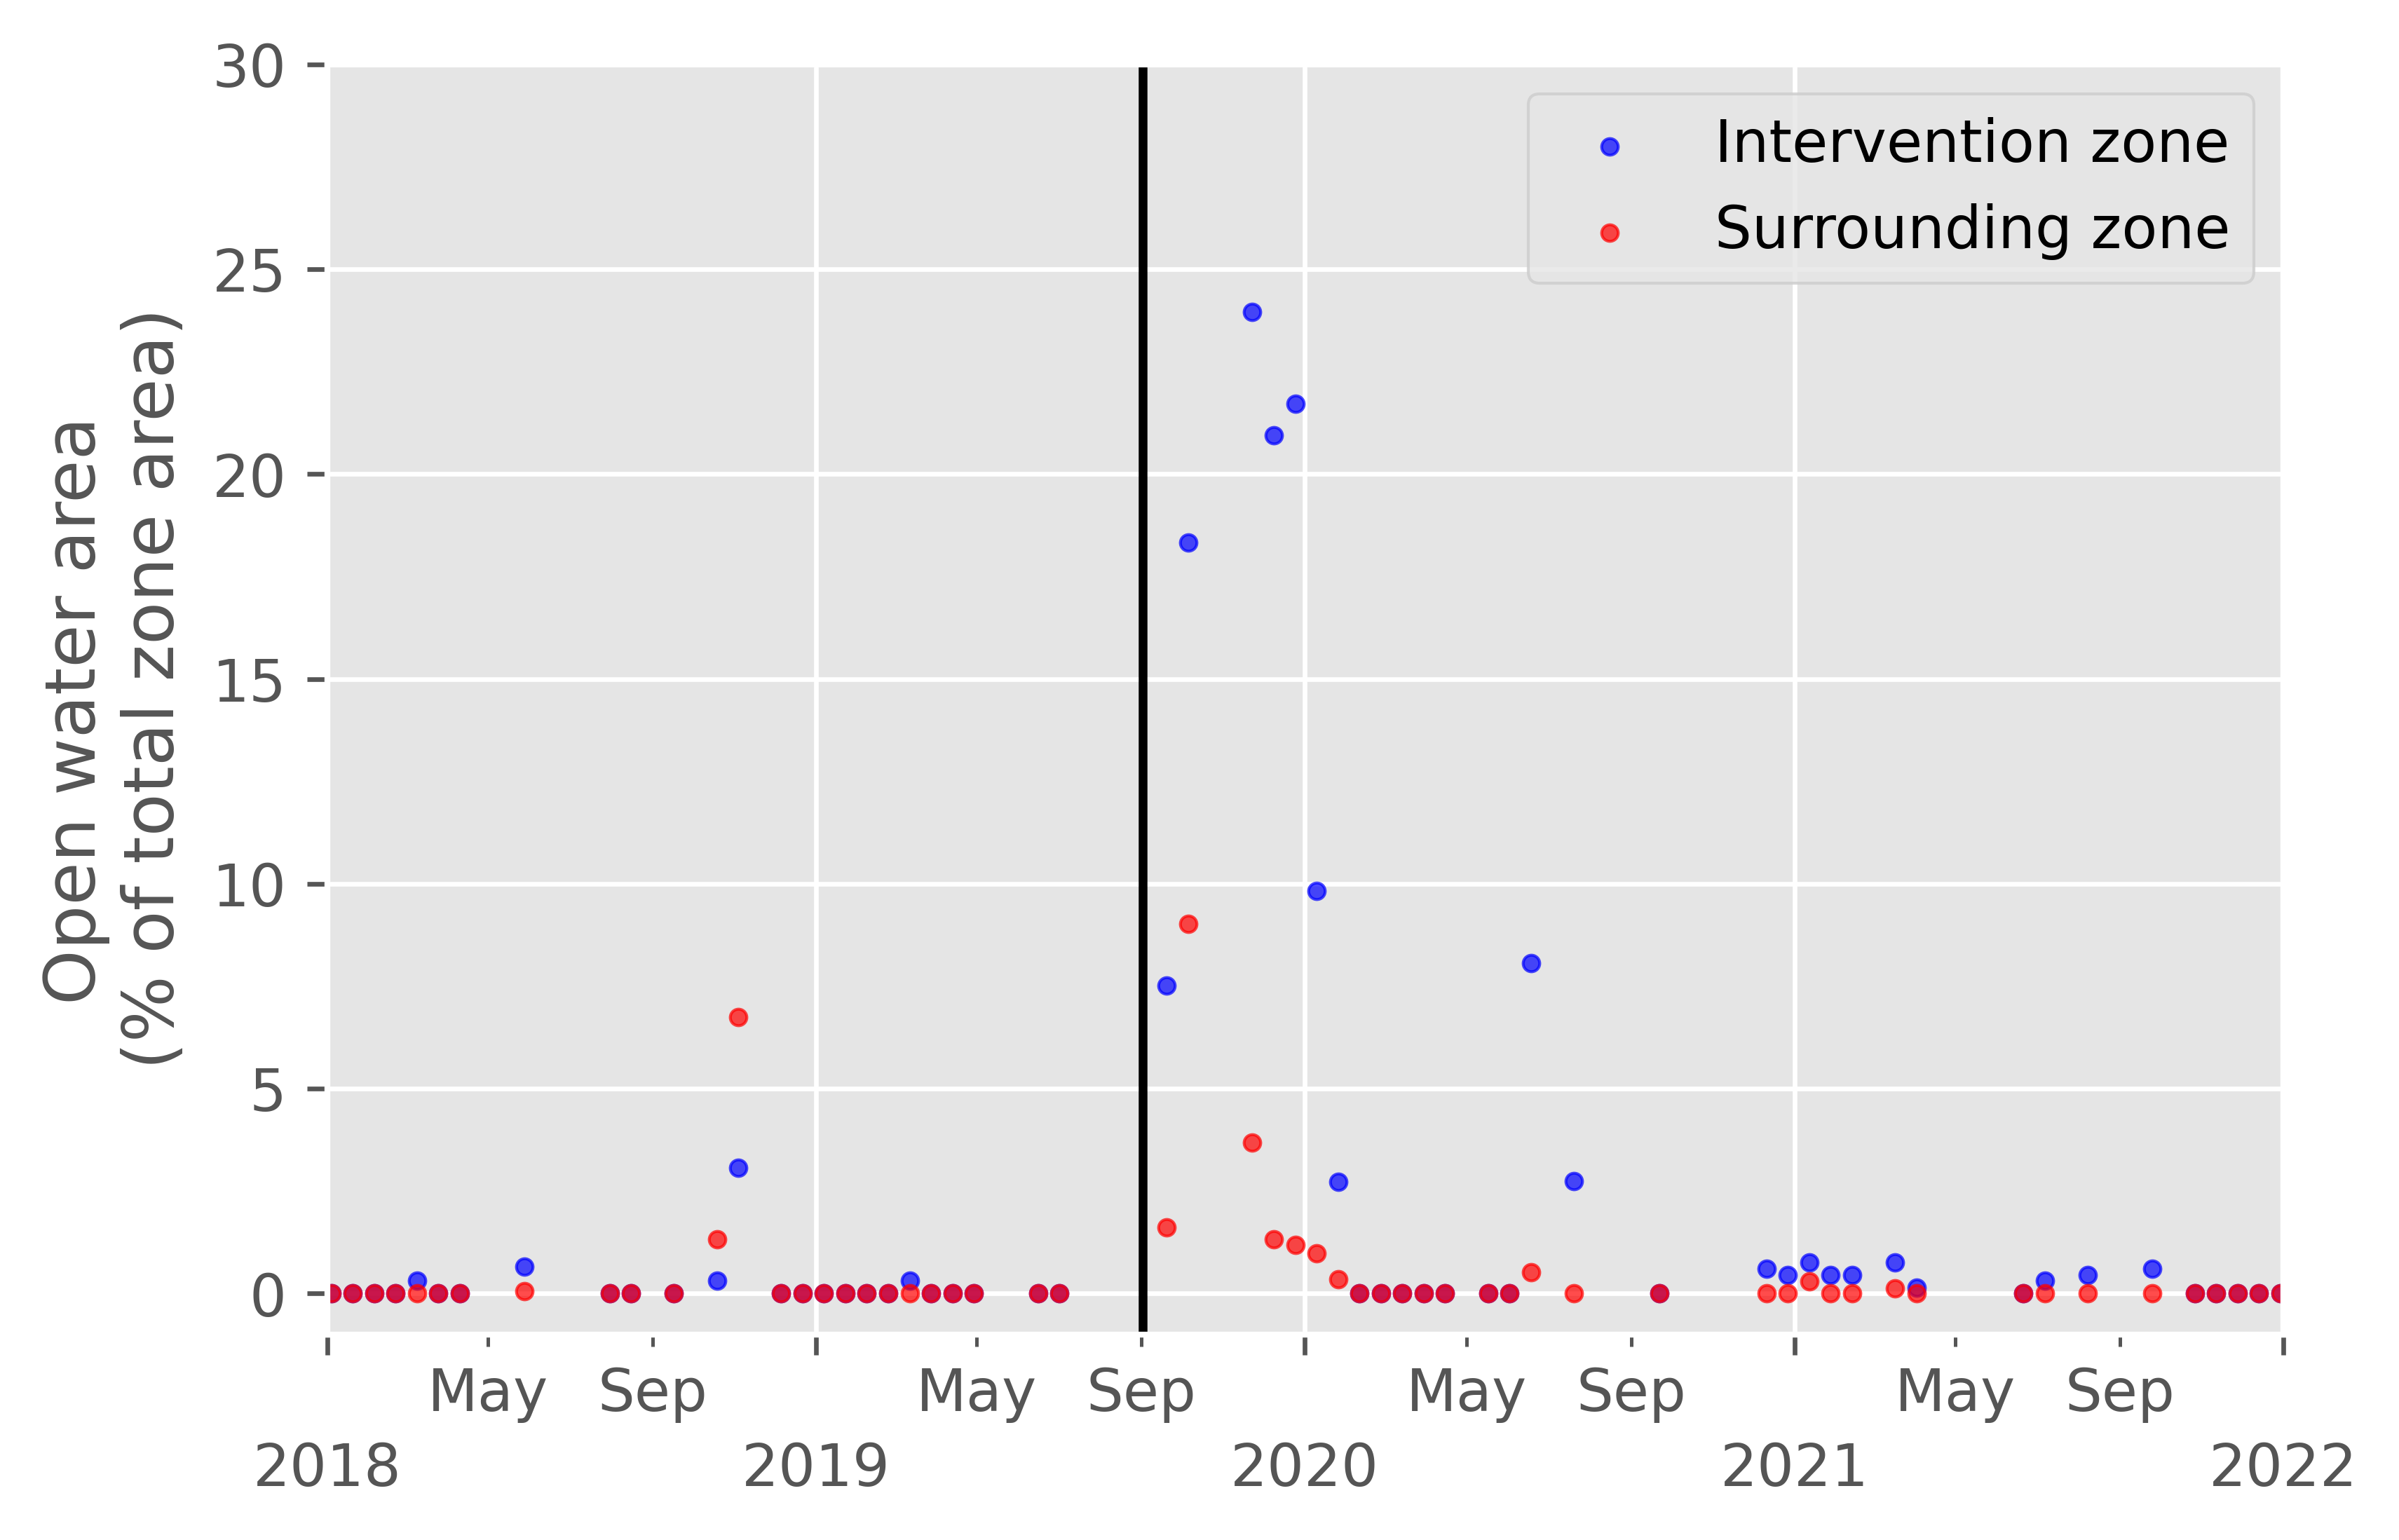 30
25
20
15
10
5
0
Open water area
(% of total zone area)
Intervention zone
Surrounding zone
May Sep May Sep May Sep May Sep
2018 2019 2020 2021 2022